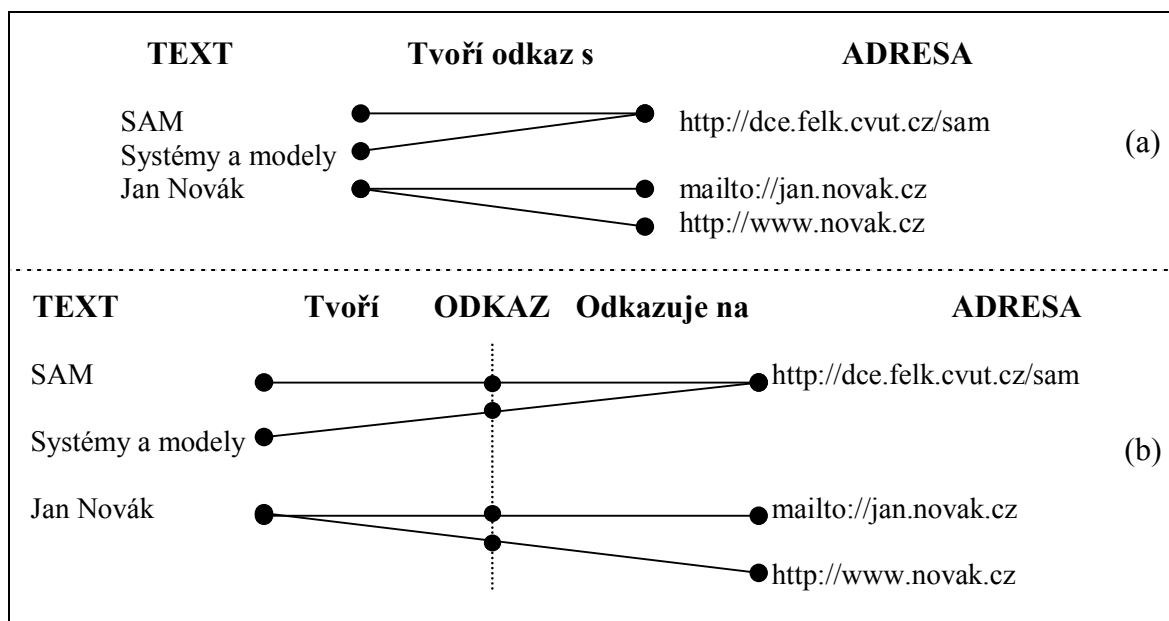 TEXT Tvoří odkaz s ADRESA
SAM http://dce.felk.cvut.cz/sam
(a)
Systémy a modely
Jan Novák mailto://jan.novak.cz
http://www.novak.cz
TEXT Tvoří ODKAZ Odkazuje na ADRESA
SAM http://dce.felk.cvut.cz/sam
Systémy a modely
(b)
Jan Novák mailto://jan.novak.cz
http://www.novak.cz